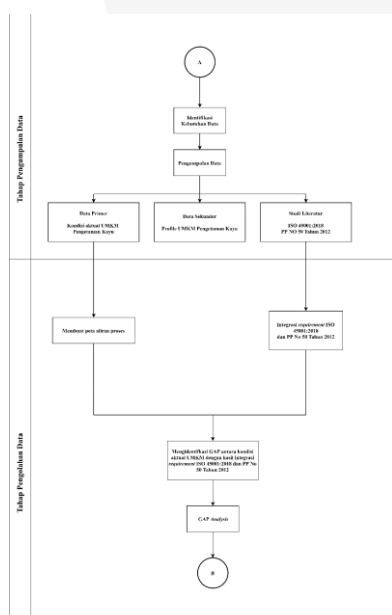 Tahap Pengumpulan Data
A
Identifikasi
Kebutuhan Data
Pengumpulan Data
Data Primer
Kondisi aktual UMKM
Pengetaman Kayu
Data Sekunder
Profile UMKM Pengetaman Kayu
Studi Literatur
ISO 45001:2018
PP NO 50 Tahun 2012
Tahap Pengolahan Data
Membuat peta aliran proses
Integrasi requirement ISO
45001:2018
dan PP No 50 Tahun 2012
Mengidentifikasi GAP antara kondisi
aktual UMKM dengan hasil integrasi
requirement ISO 45001:2018 dan PP No
50 Tahun 2012
GAP Analysis
B